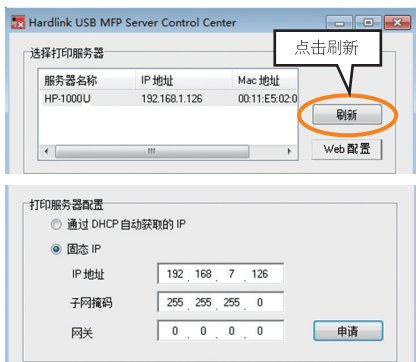 Hardlink USB MFP Server Control Center
点击刷新
选择打印服务器
服务器名称 IP 地址 Mac 地址
HP-1000U 192.168.1.126 00:11:E5:02:0
刷新
Web 配置
打印服务器配置
通过 DHCP 自动获取的 IP
固态 IP
IP 地址 192 . 168 . 7 . 126
子网掩码 255 . 255 . 255 . 0
网关 0 . 0 . 0 . 0
申请